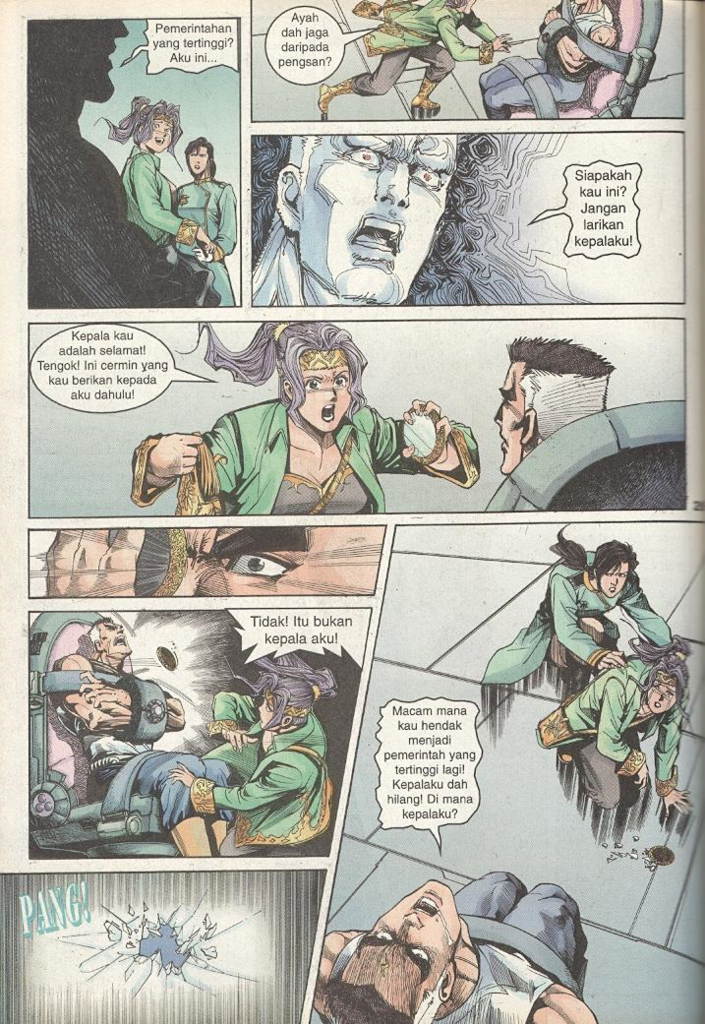 Pemerintahan
yang tertinggi?
Aku ini...
Ayah
dah jaga
daripada
pengsan?
Siapakah
kau ini?
Jangan
larikan
kepalaku!
Kepala kau
adalah selamat!
Tengok! Ini cermin yang
kau berikan kepada
aku dahulu!
Tidak! Itu bukan
kepala aku!
Macam mana
kau hendak
menjadi
pemerintah yang
tertinggi lagi!
Kepalaku dah
hilang! Di mana
kepalaku?
PANG!